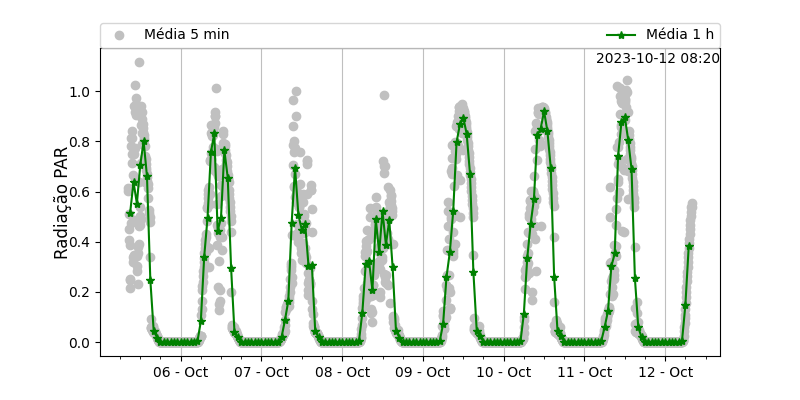 Média 5 min
Média 1 h
2023-10-12 08:20
Radiação PAR
1.0
0.8
0.6
0.4
0.2
0.0
06 - Oct
07 - Oct
08 - Oct
09 - Oct
10 - Oct
11 - Oct
12 - Oct